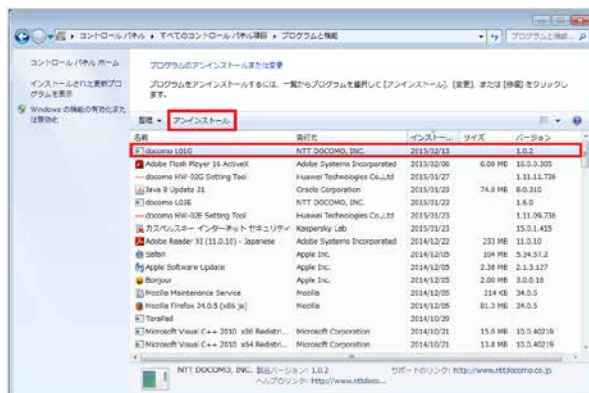 コントロール パネル ▸ すべてのコントロール パネル項目 ▸ プログラムと機能
プログラムと機能...
コントロール パネル ホーム
インストールされた更新プログラムを表示
Windows の機能の有効化または無効化
プログラムのアンインストールまたは変更
プログラムをアンインストールするには、一覧からプログラムを選択して [アンインストール]、[変更]、または [修復] をクリックします。
整理 ▾ アンインストール
名前 発行元 インストー... サイズ バージョン
docomo L01G NTT DOCOMO, INC. 2015/02/13 1.0.2
Adobe Flash Player 16 ActiveX Adobe Systems Incorporated 2015/02/06 6.00 MB 16.0.0.305
docomo HW-02G Setting Tool Huawei Technologies Co.,Ltd 2015/01/27 1.11.11.736
Java 8 Update 31 Oracle Corporation 2015/01/23 74.0 MB 8.0.310
docomo L03E NTT DOCOMO, INC. 2015/01/23 1.6.0
docomo HW-02E Setting Tool Huawei Technologies Co.,Ltd 2015/01/23 1.11.09.736
カスペルスキー インターネット セキュリティ Kaspersky Lab 2015/01/23 15.0.1.415
Adobe Reader XI (11.0.10) - Japanese Adobe Systems Incorporated 2014/12/22 233 MB 11.0.10
Safari Apple Inc. 2014/12/05 104 MB 5.34.57.2
Apple Software Update Apple Inc. 2014/12/05 2.38 MB 2.1.3.127
Bonjour Apple Inc. 2014/12/05 2.00 MB 3.0.0.10
Mozilla Maintenance Service Mozilla 2014/12/05 214 KB 34.0.5
Mozilla Firefox 34.0.5 (x86 ja) Mozilla 2014/12/05 81.3 MB 34.0.5
TeraPad 2014/10/29
Microsoft Visual C++ 2010 x86 Redistri... Microsoft Corporation 2014/10/21 15.0 MB 10.0.40219
Microsoft Visual C++ 2010 x64 Redistri... Microsoft Corporation 2014/10/21 13.8 MB 10.0.40219
NTT DOCOMO, INC. 製品バージョン: 1.0.2 サポートのリンク: http://www.nttdocomo.co.jp
ヘルプのリンク: http://www.nttdoco...